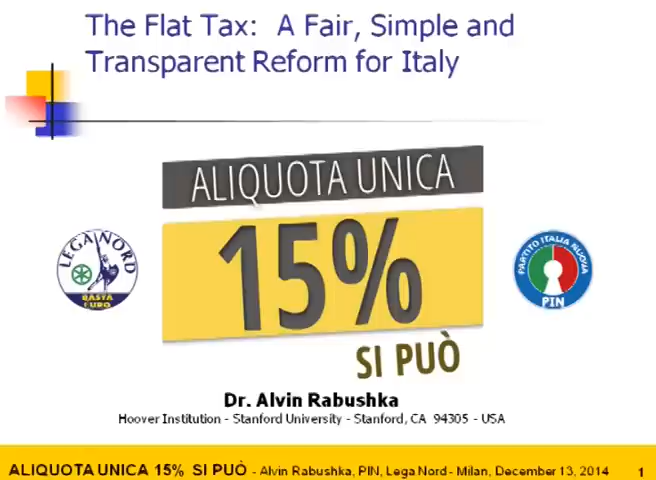 The Flat Tax: A Fair, Simple and
Transparent Reform for Italy
ALIQUOTA UNICA
15%
SI PUÒ
LEGA NORD
BASTA
€URO
PARTITO ITALIA NUOVA
PIN
Dr. Alvin Rabushka
Hoover Institution - Stanford University - Stanford, CA 94305 - USA
ALIQUOTA UNICA 15% SI PUÒ - Alvin Rabushka, PIN, Lega Nord - Milan, December 13, 2014 1